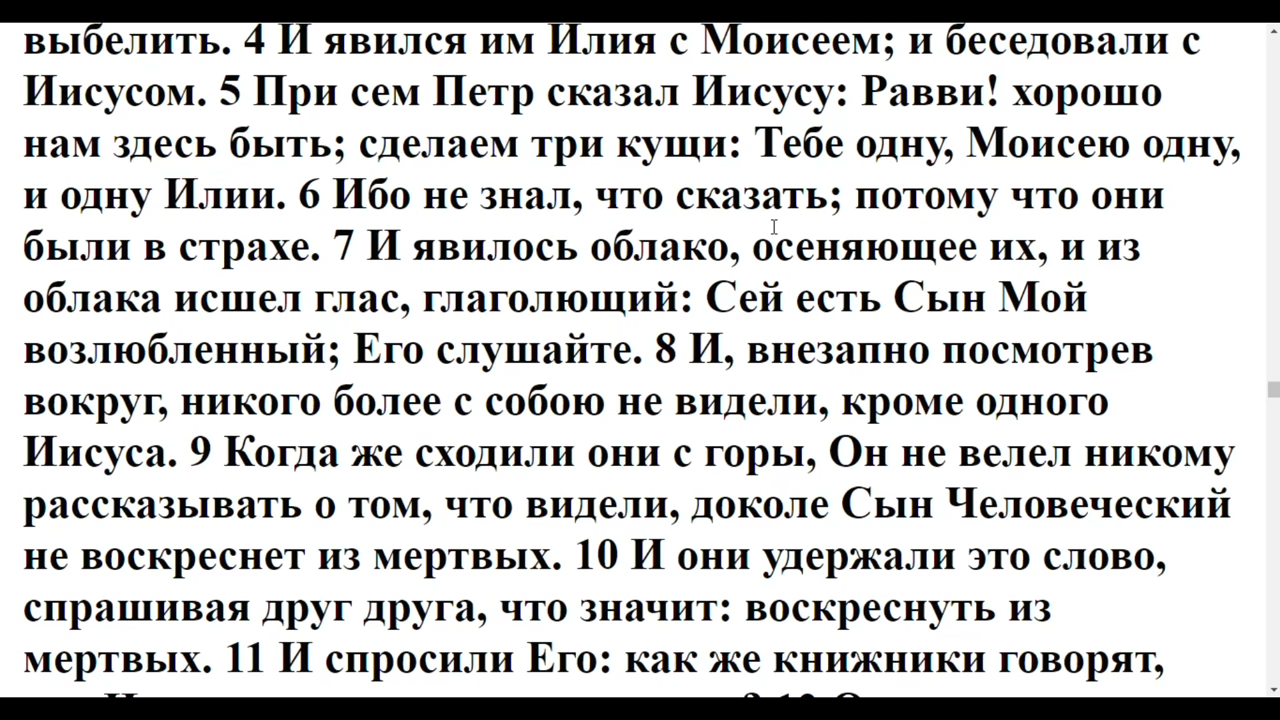 выбелить. 4 И явился им Илия с Моисеем; и беседовали с
Иисусом. 5 При сем Петр сказал Иисусу: Равви! хорошо
нам здесь быть; сделаем три кущи: Тебе одну, Моисею одну,
и одну Илии. 6 Ибо не знал, что сказать; потому что они
были в страхе. 7 И явилось облако, осеняющее их, и из
облака исшел глас, глаголющий: Сей есть Сын Мой
возлюбленный; Его слушайте. 8 И, внезапно посмотрев
вокруг, никого более с собою не видели, кроме одного
Иисуса. 9 Когда же сходили они с горы, Он не велел никому
рассказывать о том, что видели, доколе Сын Человеческий
не воскреснет из мертвых. 10 И они удержали это слово,
спрашивая друг друга, что значит: воскреснуть из
мертвых. 11 И спросили Его: как же книжники говорят,